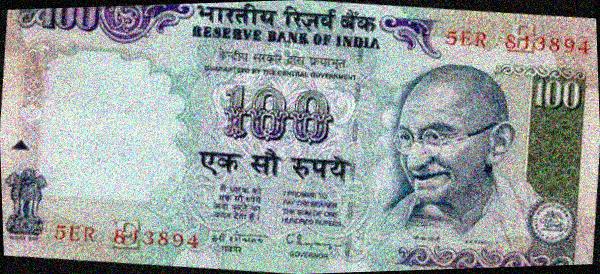 100
भारतीय रिज़र्व बैंक
RESERVE BANK OF INDIA
5ER 813894
केन्द्रीय सरकार द्वारा प्रत्याभूत
GUARANTEED BY THE CENTRAL GOVERNMENT
100
100
एक सौ रुपये
I PROMISE TO
PAY THE BEARER
THE SUM OF ONE
HUNDRED RUPEES
5ER 813894
GOVERNOR